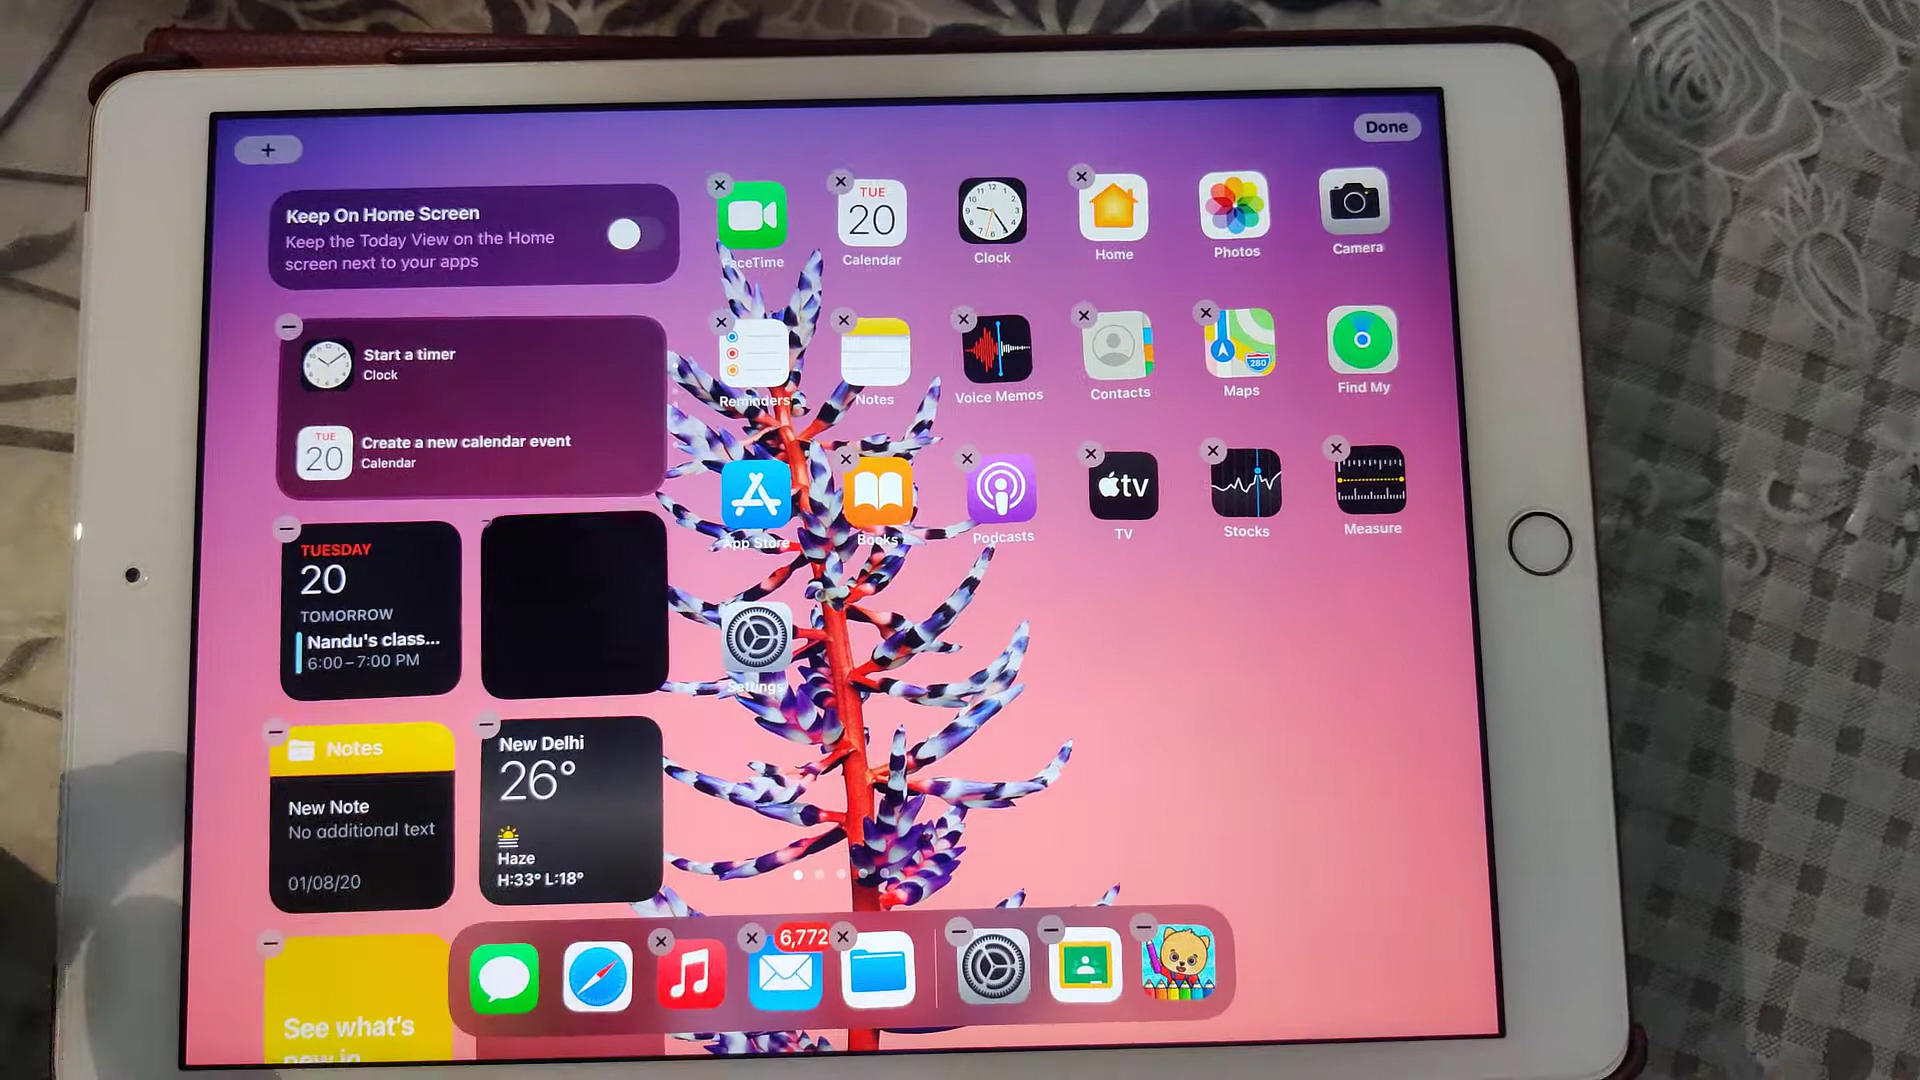 +
Done
Keep On Home Screen
Keep the Today View on the Home
screen next to your apps
Start a timer
Clock
TUE
20
Create a new calendar event
Calendar
TUESDAY
20
TOMORROW
Nandu's class...
6:00–7:00 PM
Notes
New Note
No additional text
01/08/20
New Delhi
26°
Haze
H:33° L:18°
See what's
new in
FaceTime
TUE
20
Calendar
Clock
Home
Photos
Camera
Reminders
Notes
Voice Memos
Contacts
280
Maps
Find My
App Store
Books
Podcasts
tv
TV
Stocks
Measure
Settings
6,772